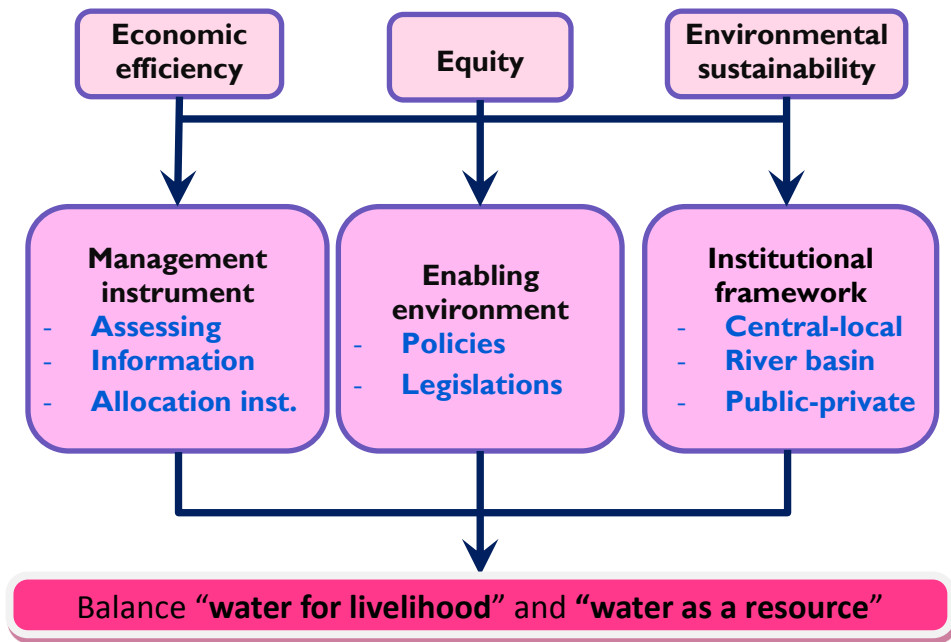 Economic
efficiency
Equity
Environmental
sustainability
Management
instrument
- Assessing
- Information
- Allocation inst.
Enabling
environment
- Policies
- Legislations
Institutional
framework
- Central-local
- River basin
- Public-private
Balance “water for livelihood” and “water as a resource”